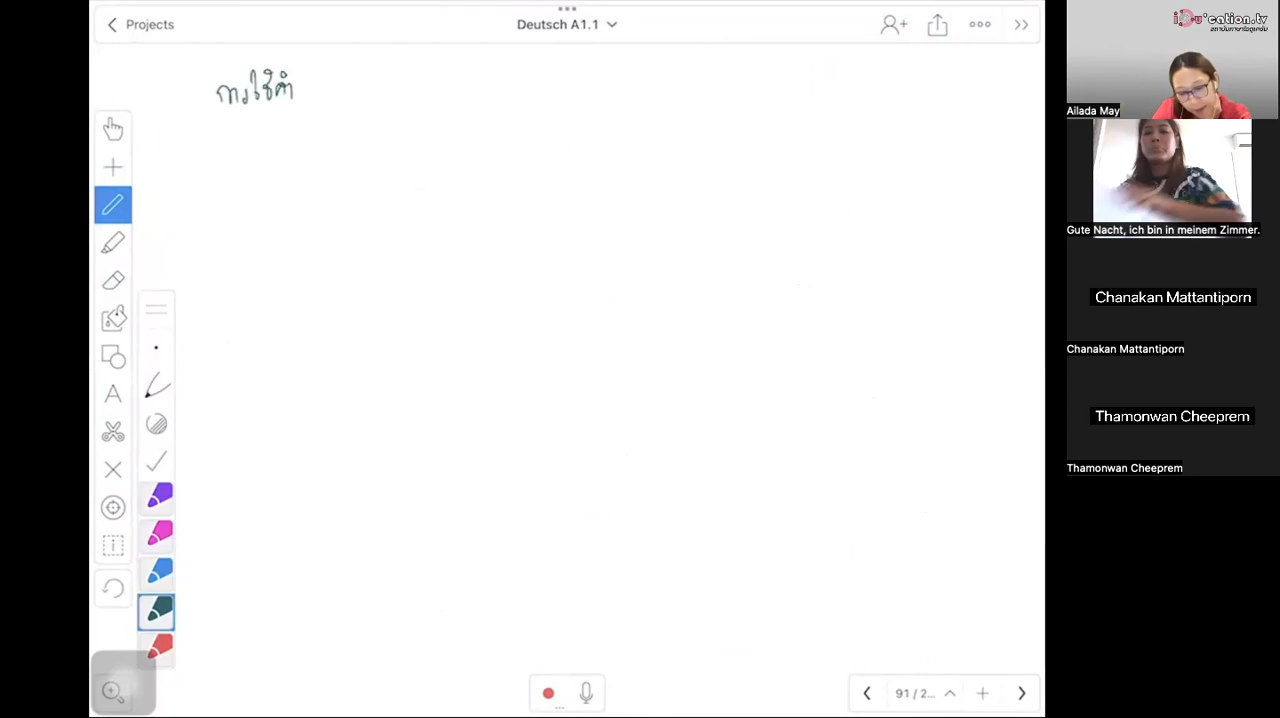 Projects
Deutsch A1.1
การใช้คำ
91 / 2...
Ailada May
Gute Nacht, ich bin in meinem Zimmer.
Chanakan Mattantiporn
Chanakan Mattantiporn
Thamonwan Cheeprem
Thamonwan Cheeprem